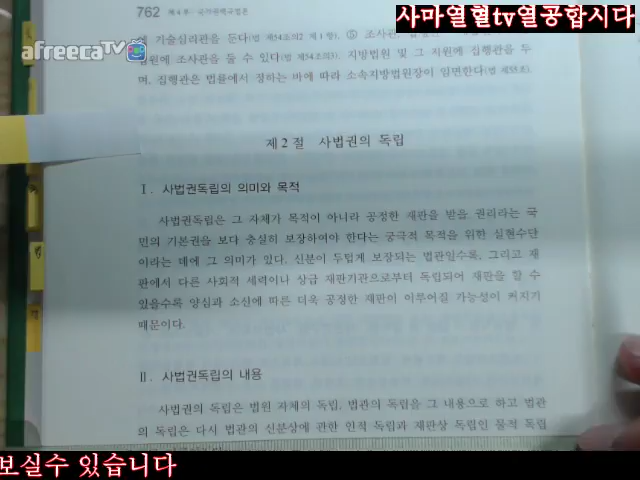 762 제4부 국가권력구성론
사마열혐tv열공합시다
afreecaTV
에 기술심리관을 둔다(법 제54조의2 제1항). ⑤ 조사관
법원에 조사관을 둘 수 있다(법 제54조의3). 지방법원 및 그 지원에 집행관을 두
며, 집행관은 법률에서 정하는 바에 따라 소속지방법원장이 임면한다(법 제55조).
제2절 사법권의 독립
Ⅰ. 사법권독립의 의미와 목적
사법권독립은 그 자체가 목적이 아니라 공정한 재판을 받을 권리라는 국
민의 기본권을 보다 충실히 보장하여야 한다는 궁극적 목적을 위한 실현수단
이라는 데에 그 의미가 있다. 신분이 두텁게 보장되는 법관일수록, 그리고 재
판에서 다른 사회적 세력이나 상급 재판기관으로부터 독립되어 재판을 할 수
있을수록 양심과 소신에 따른 더욱 공정한 재판이 이루어질 가능성이 커지기
때문이다.
Ⅱ. 사법권독립의 내용
사법권의 독립은 법원 자체의 독립, 법관의 독립을 그 내용으로 하고 법관
의 독립은 다시 법관의 신분상에 관한 인적 독립과 재판상 독립인 물적 독립
보실수 있습니다